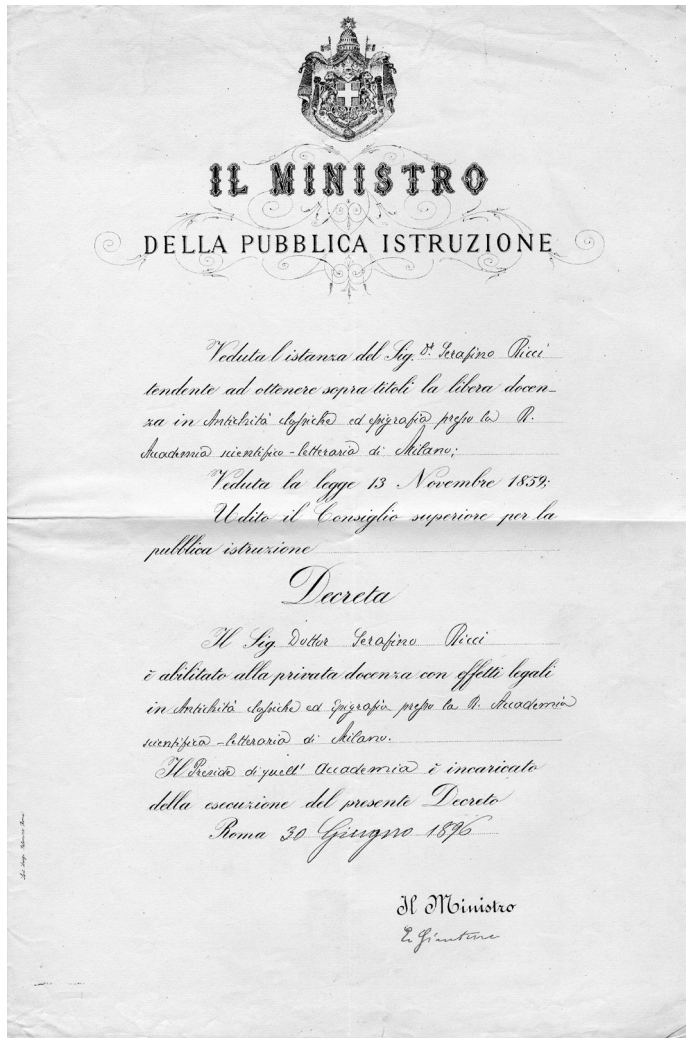 IL MINISTRO
DELLA PUBBLICA ISTRUZIONE
Veduta l'istanza del Sig. Dr. Serafino Ricci
tendente ad ottenere sopra titoli la libera docen-
za in Antichità classiche ed epigrafia presso la R.
Accademia scientifico-letteraria di Milano;
Veduta la legge 13 Novembre 1859;
Udito il Consiglio superiore per la
pubblica istruzione
Decreta
Il Sig. Dottor Serafino Ricci
è abilitato alla privata docenza con effetti legali
in Antichità classiche ed Epigrafia presso la R. Accademia
scientifica-letteraria di Milano.
Il Preside di quell' Accademia è incaricato
della esecuzione del presente Decreto
Roma 30 Giugno 1896
Il Ministro